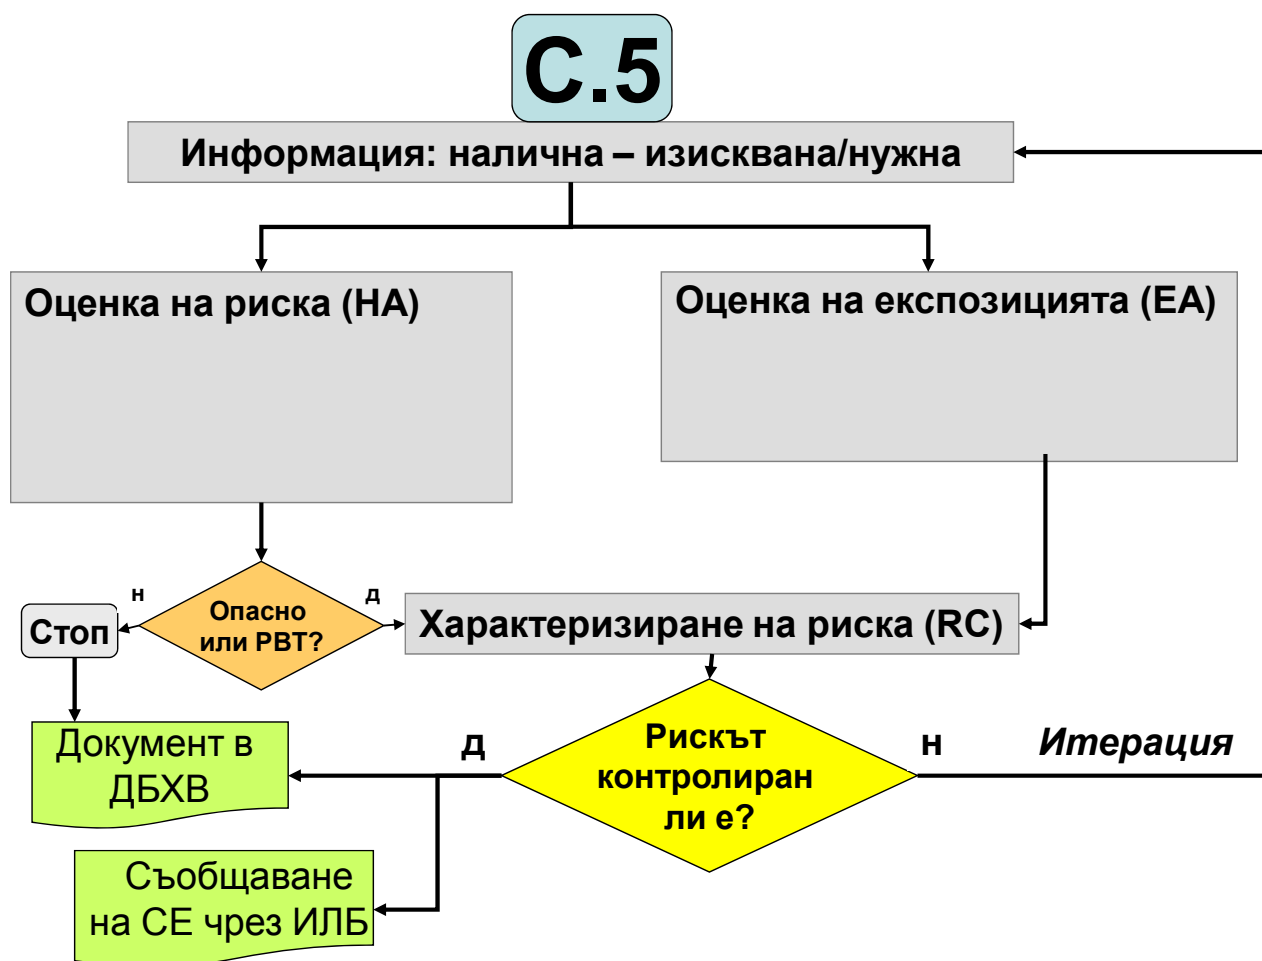 С.5
Информация: налична – изисквана/нужна
Оценка на риска (HA)
Оценка на експозицията (EA)
н
д
Опасно
или PBT?
Стоп
Характеризиране на риска (RC)
Документ в
ДБХВ
д
Рискът
контролиран
ли е?
н
Итерация
Съобщаване
на СЕ чрез ИЛБ